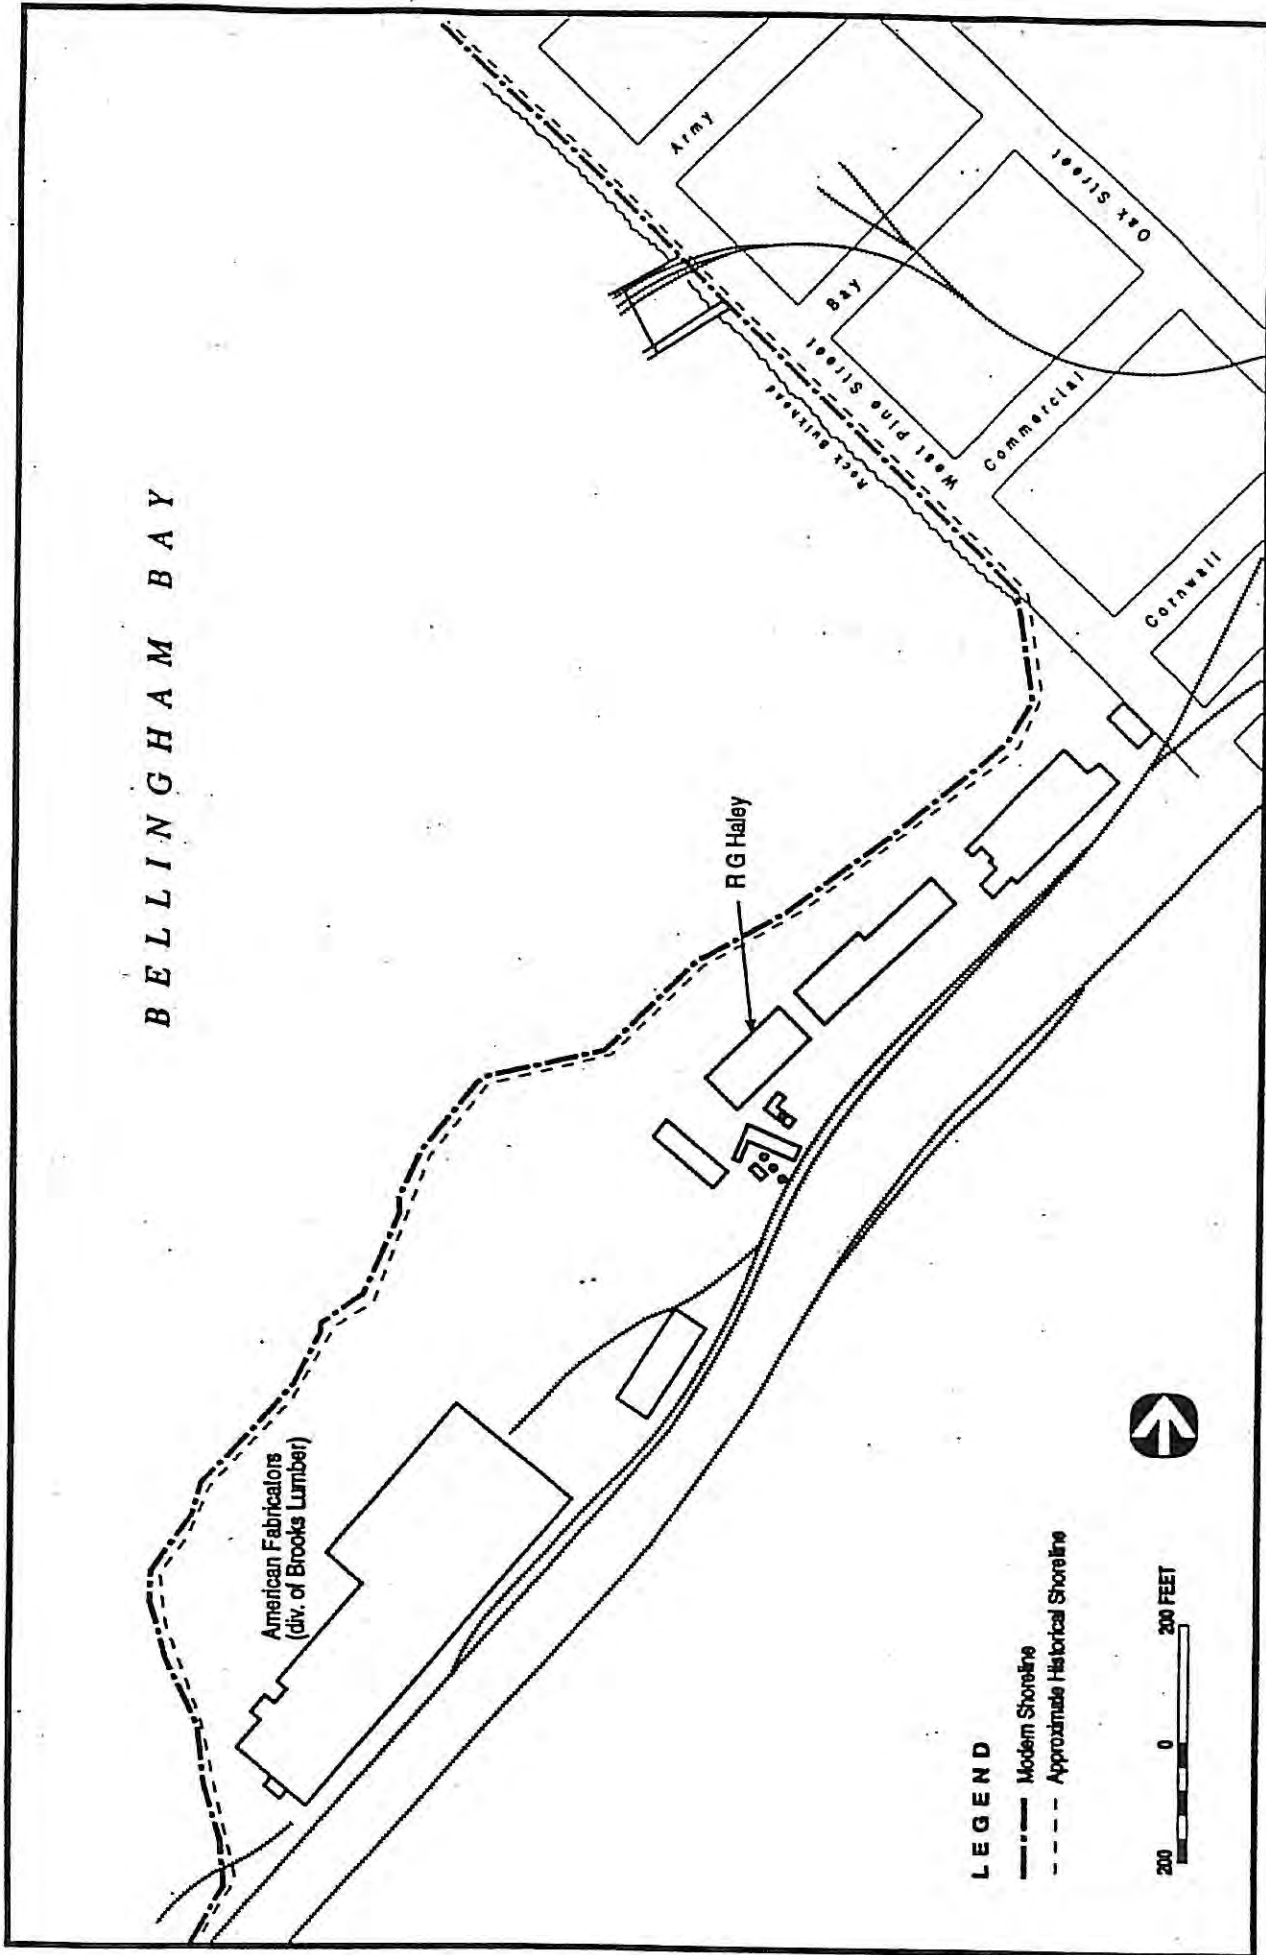 BELLINGHAM BAY
Army
Bay
Oak Street
West Pine Street
Rock Bulkhead
Commercial
Cornwall
R G Haley
American Fabricators
(div. of Brooks Lumber)
LEGEND
Modern Shoreline
Approximate Historical Shoreline
200 0 200 FEET